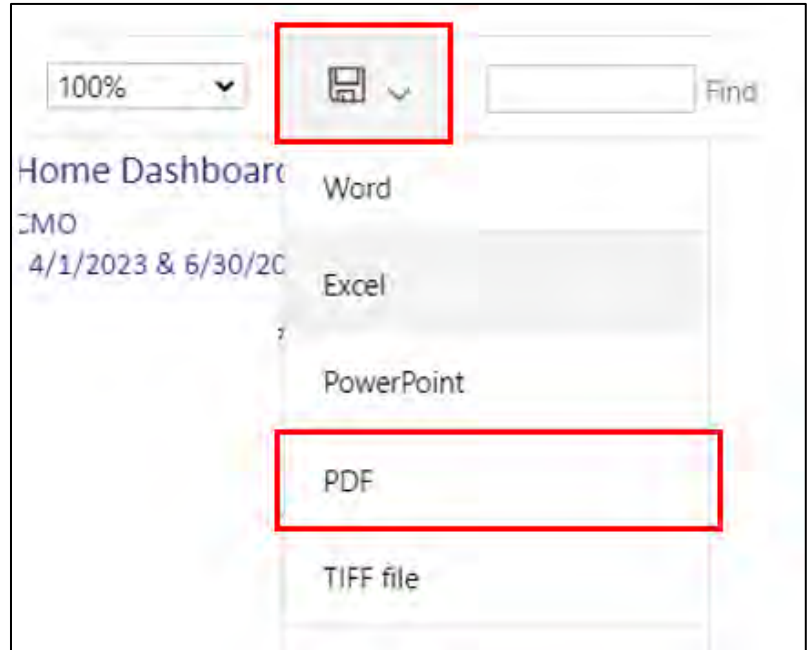 100%
Find
Home Dashboard
CMO
4/1/2023 & 6/30/20
Word
Excel
PowerPoint
PDF
TIFF file